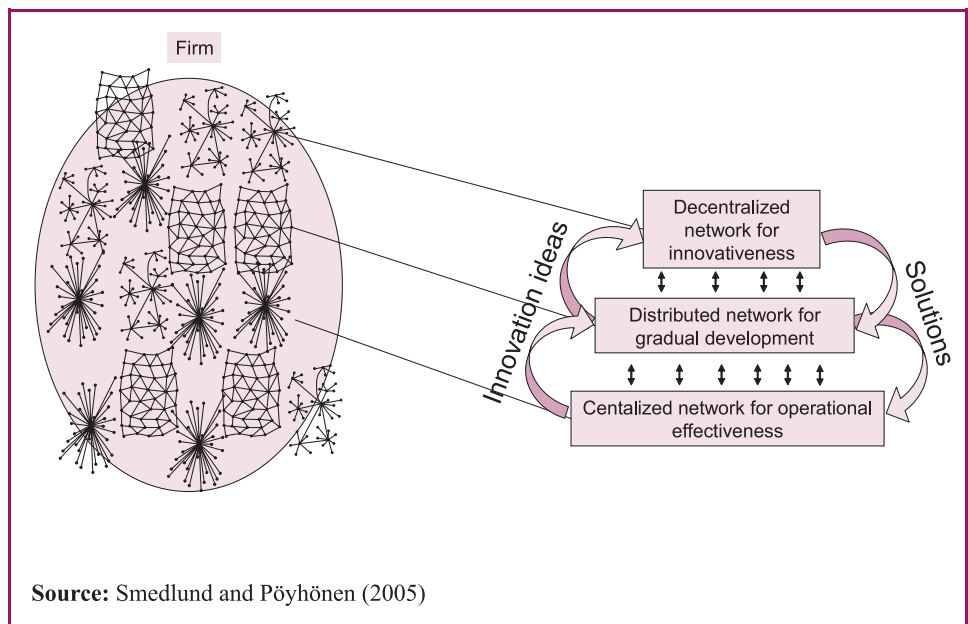 Firm
Innovation ideas
Decentralized
network for
innovativeness
Distributed network for
gradual development
Centalized network for operational
effectiveness
Solutions
Source: Smedlund and Pöyhönen (2005)